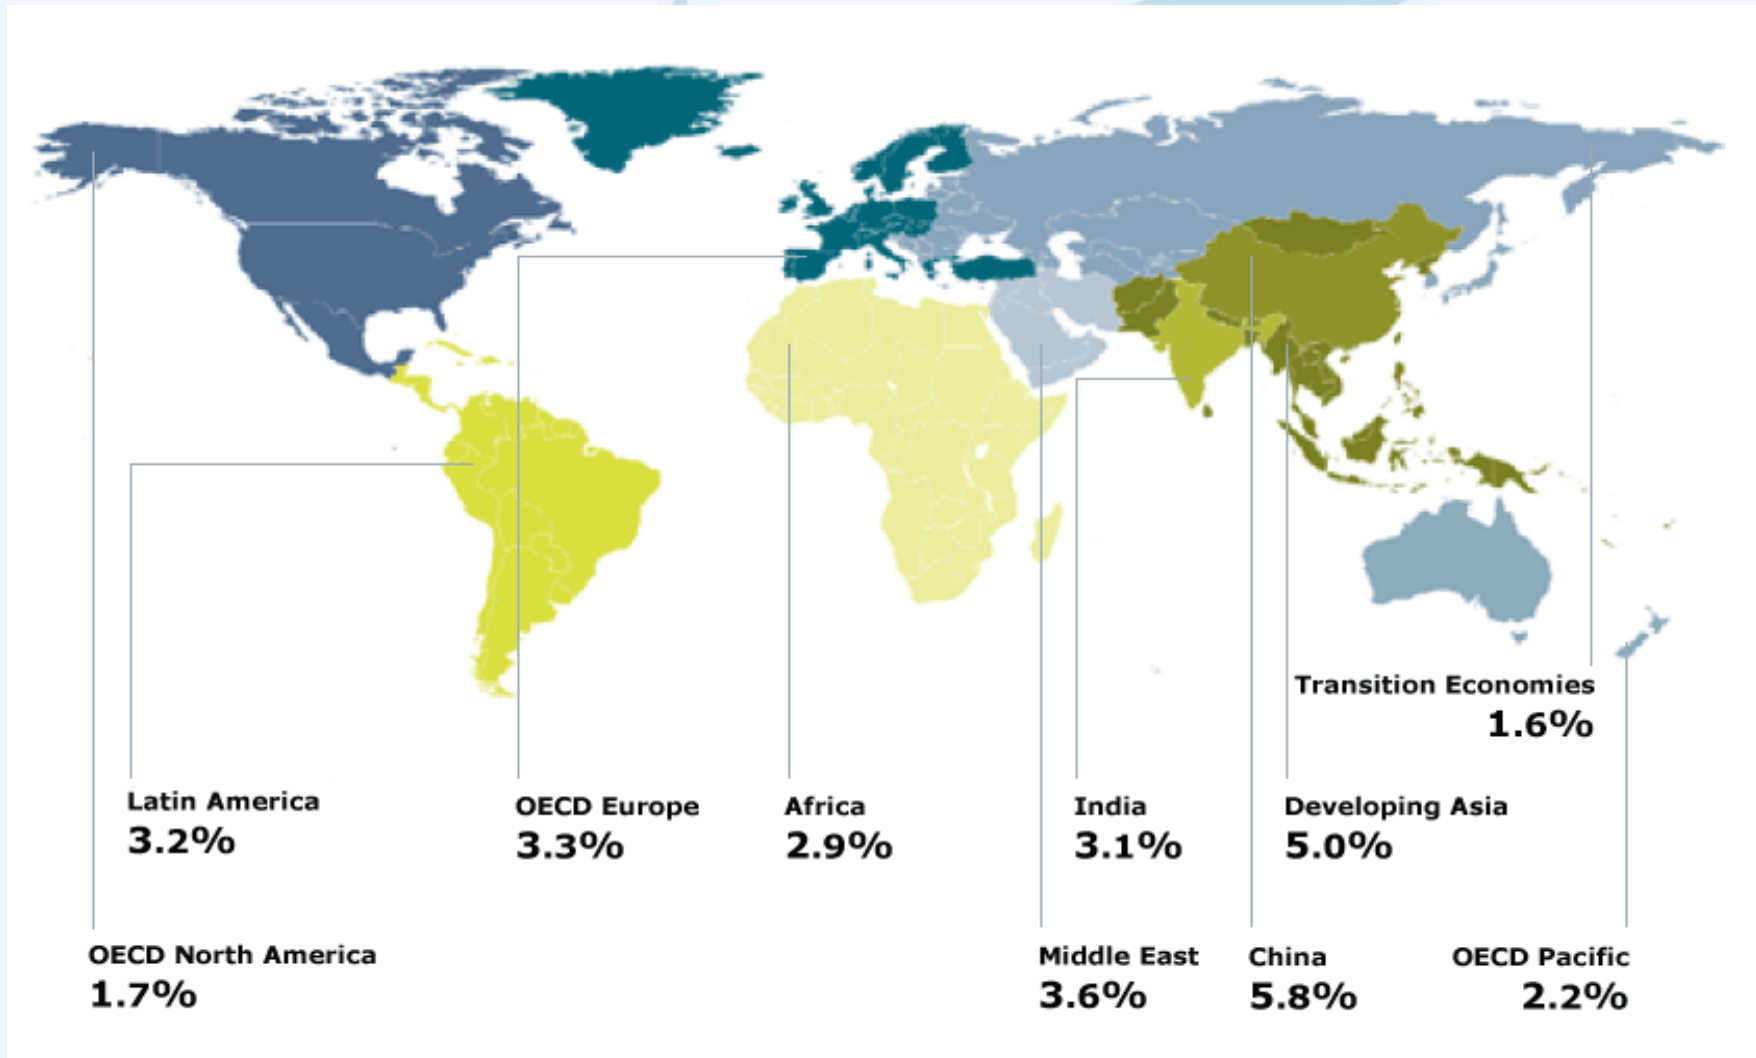 Transition Economies
1.6%
Latin America
3.2%
OECD Europe
3.3%
Africa
2.9%
India
3.1%
Developing Asia
5.0%
OECD North America
1.7%
Middle East
3.6%
China
5.8%
OECD Pacific
2.2%